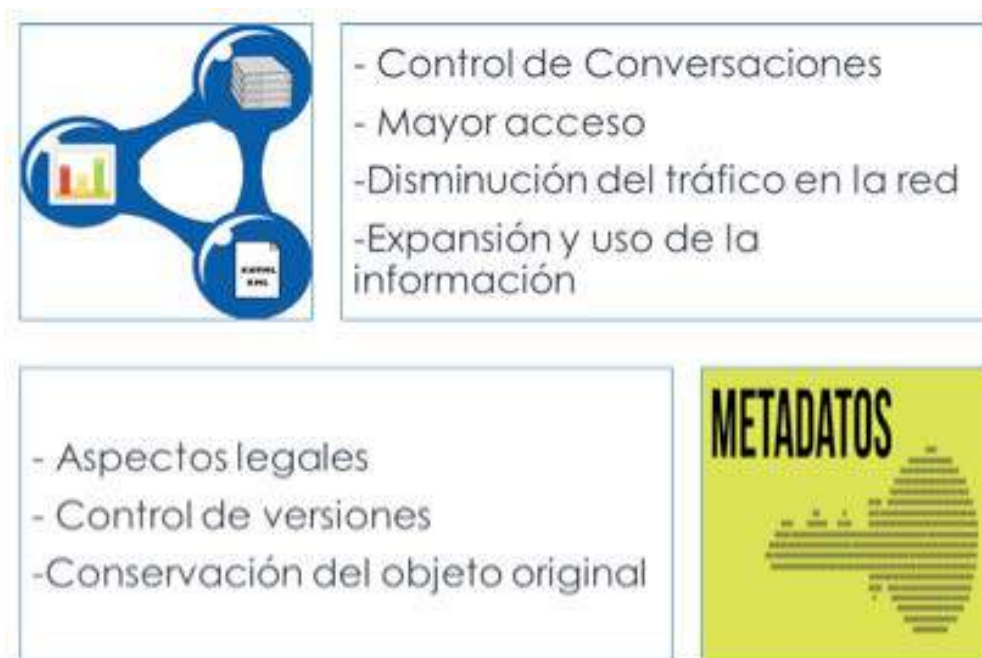 - Control de Conversaciones
- Mayor acceso
-Disminución del tráfico en la red
-Expansión y uso de la
información
- Aspectos legales
- Control de versiones
-Conservación del objeto original
METADATOS